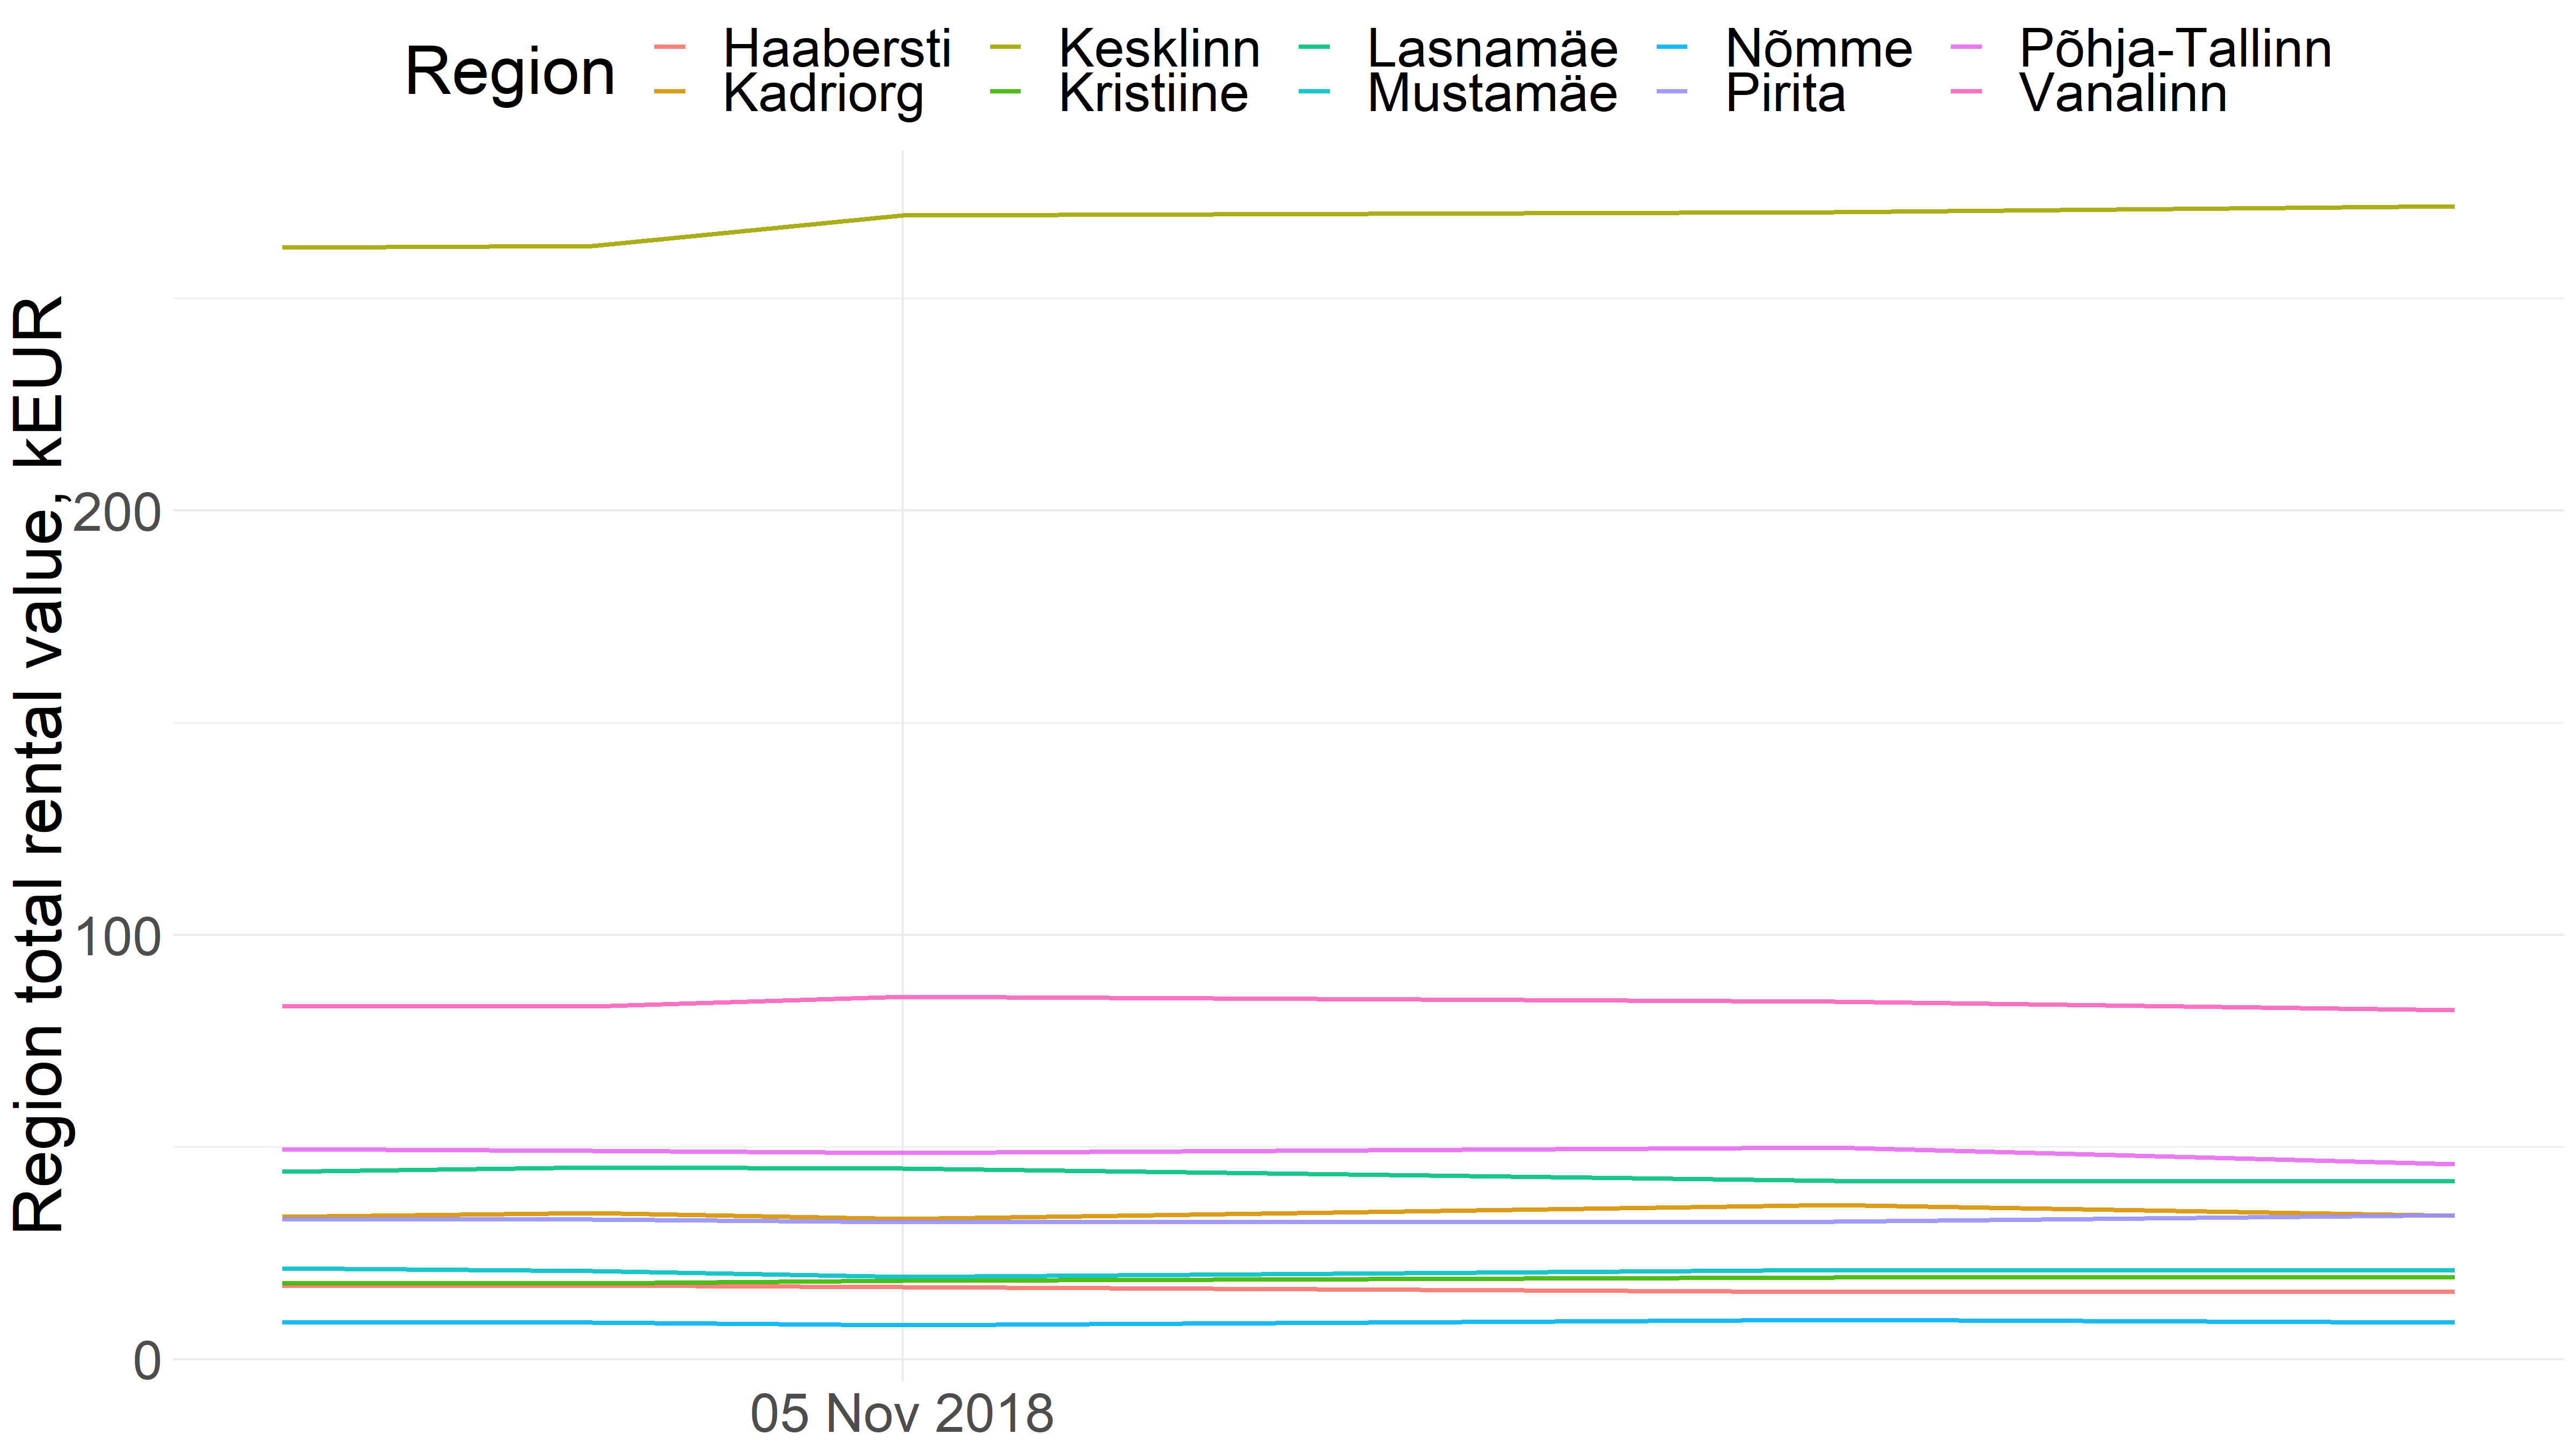 Region
Haabersti Kesklinn Lasnamäe Nõmme Põhja-Tallinn
Kadriorg Kristiine Mustamäe Pirita Vanalinn
Region total rental value, kEUR
200
100
0
05 Nov 2018